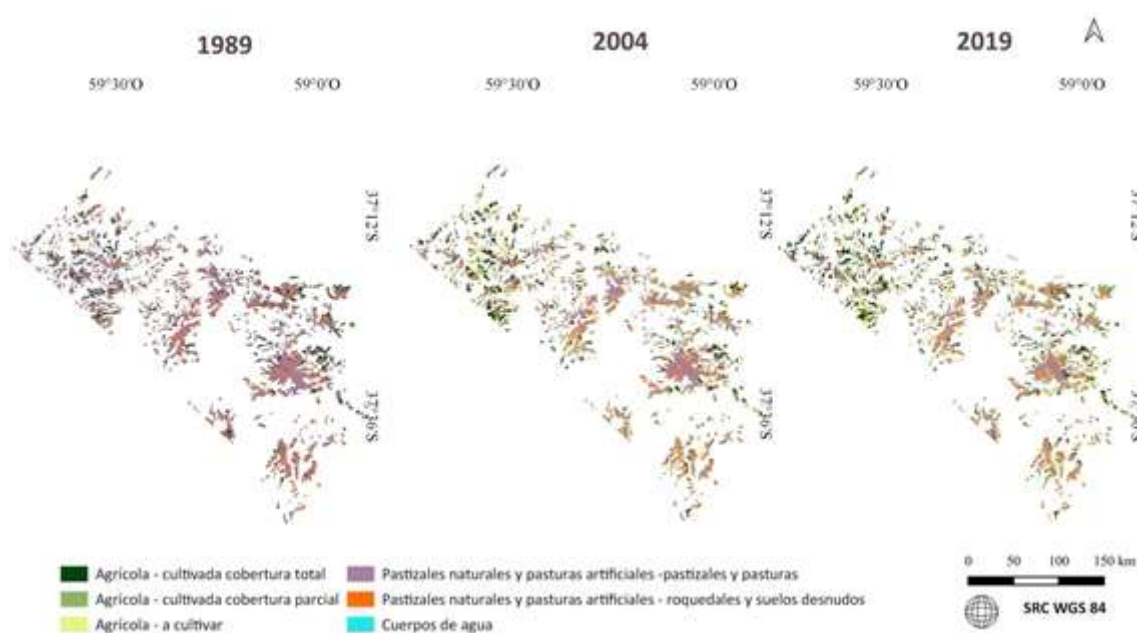 1989 2004 2019
59°30'O 59°0'O 59°30'O 59°0'O 59°30'O 59°0'O
37°12'S 37°12'S 37°12'S
37°36'S 37°36'S
Agrícola - cultivada cobertura total
Agrícola - cultivada cobertura parcial
Agrícola - a cultivar
Pastizales naturales y pasturas artificiales -pastizales y pasturas
Pastizales naturales y pasturas artificiales - roquedales y suelos desnudos
Cuerpos de agua
0 50 100 150 km
SRC WGS 84